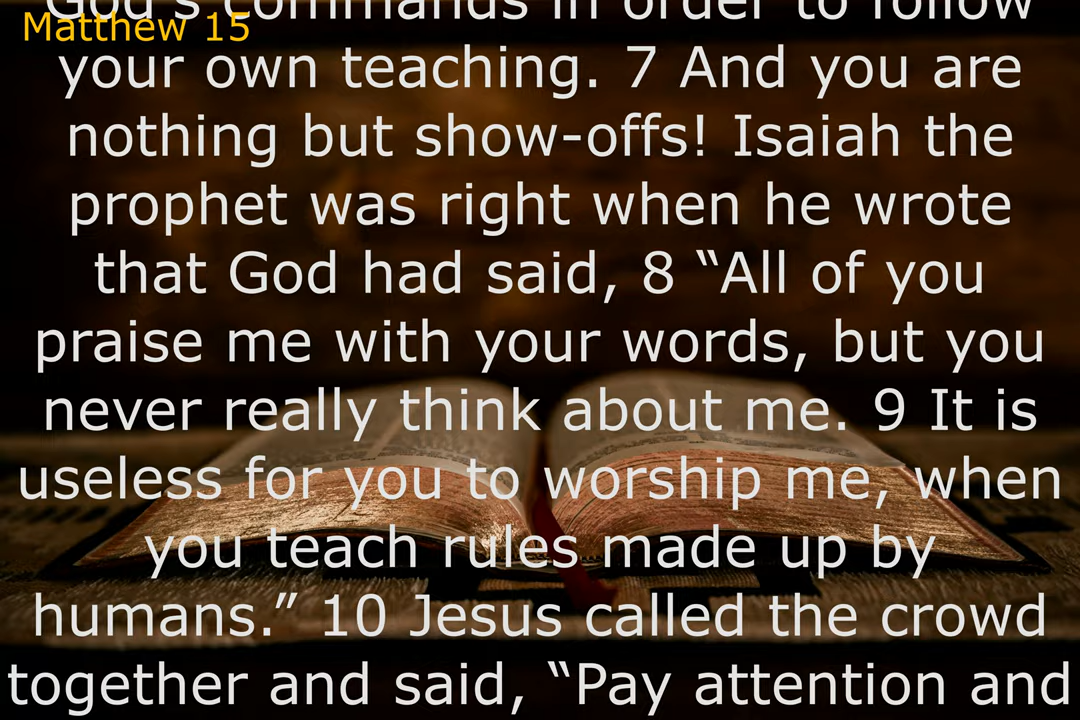 God's commands in order to follow
Matthew 15
your own teaching. 7 And you are
nothing but show-offs! Isaiah the
prophet was right when he wrote
that God had said, 8 “All of you
praise me with your words, but you
never really think about me. 9 It is
useless for you to worship me, when
you teach rules made up by
humans.” 10 Jesus called the crowd
together and said, “Pay attention and